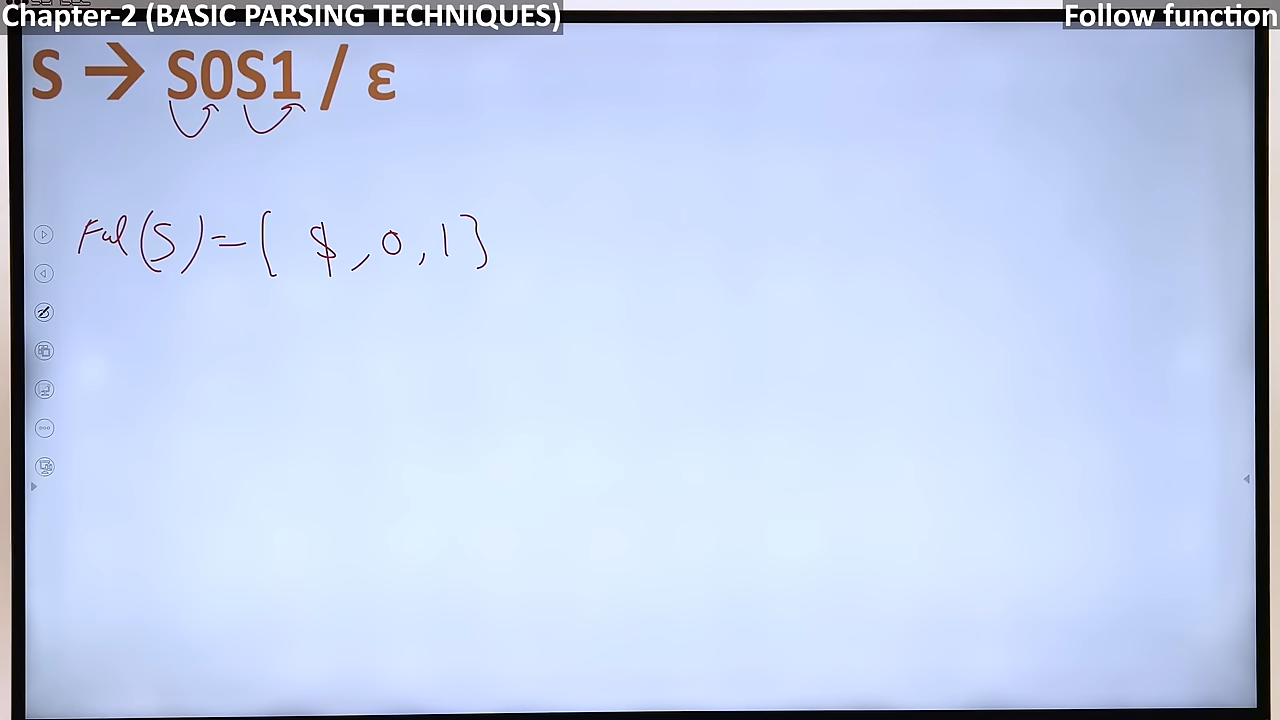 Chapter-2 (BASIC PARSING TECHNIQUES)
Follow function
S → S0S1 / ε
Fol(S) = { $, 0, 1 }